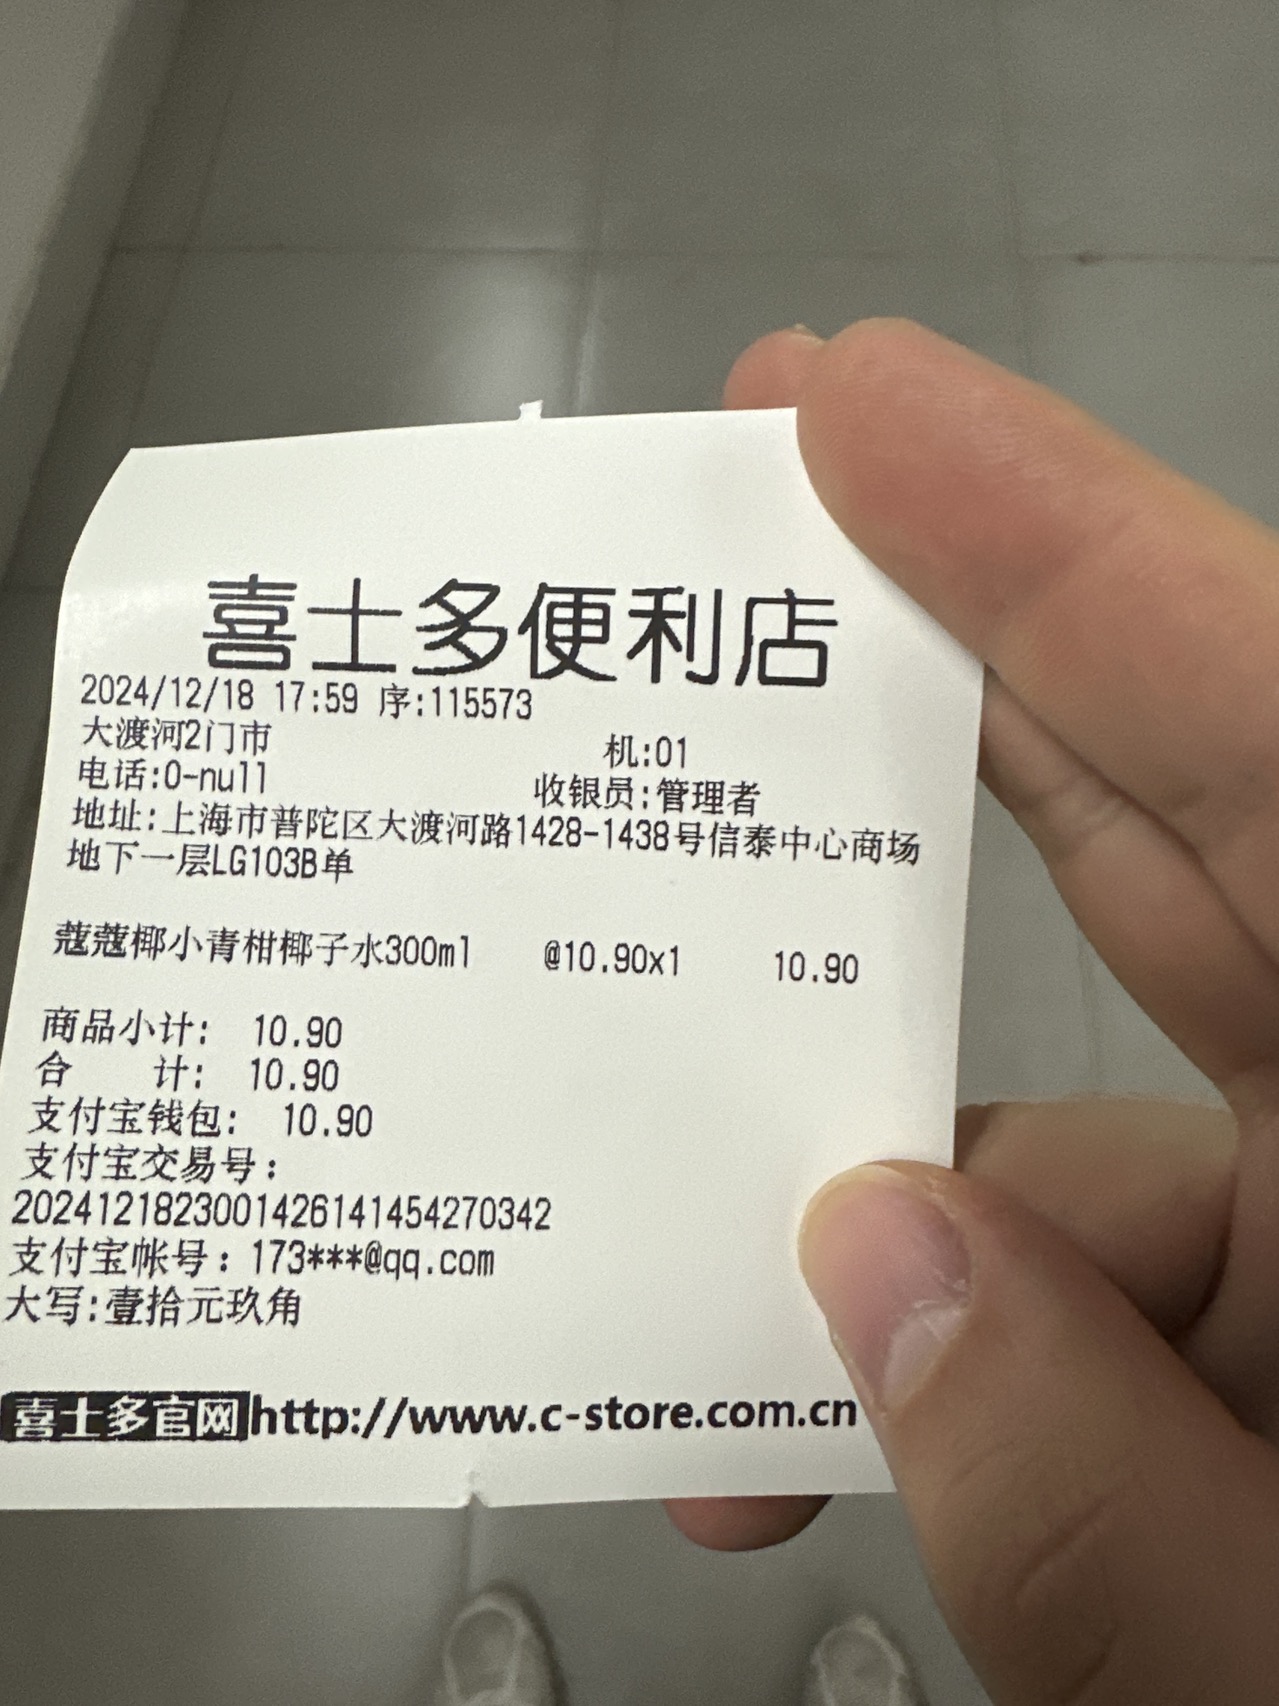 喜士多便利店
2024/12/18 17:59 序:115573
大渡河2门市 机:01
电话:0-null 收银员:管理者
地址:上海市普陀区大渡河路1428-1438号信泰中心商场
地下一层LG103B单
蔻蔻椰小青柑椰子水300ml @10.90x1 10.90
商品小计: 10.90
合 计: 10.90
支付宝钱包: 10.90
支付宝交易号:
2024121823001426141454270342
支付宝帐号:173***@qq.com
大写:壹拾元玖角
喜士多官网http://www.c-store.com.cn